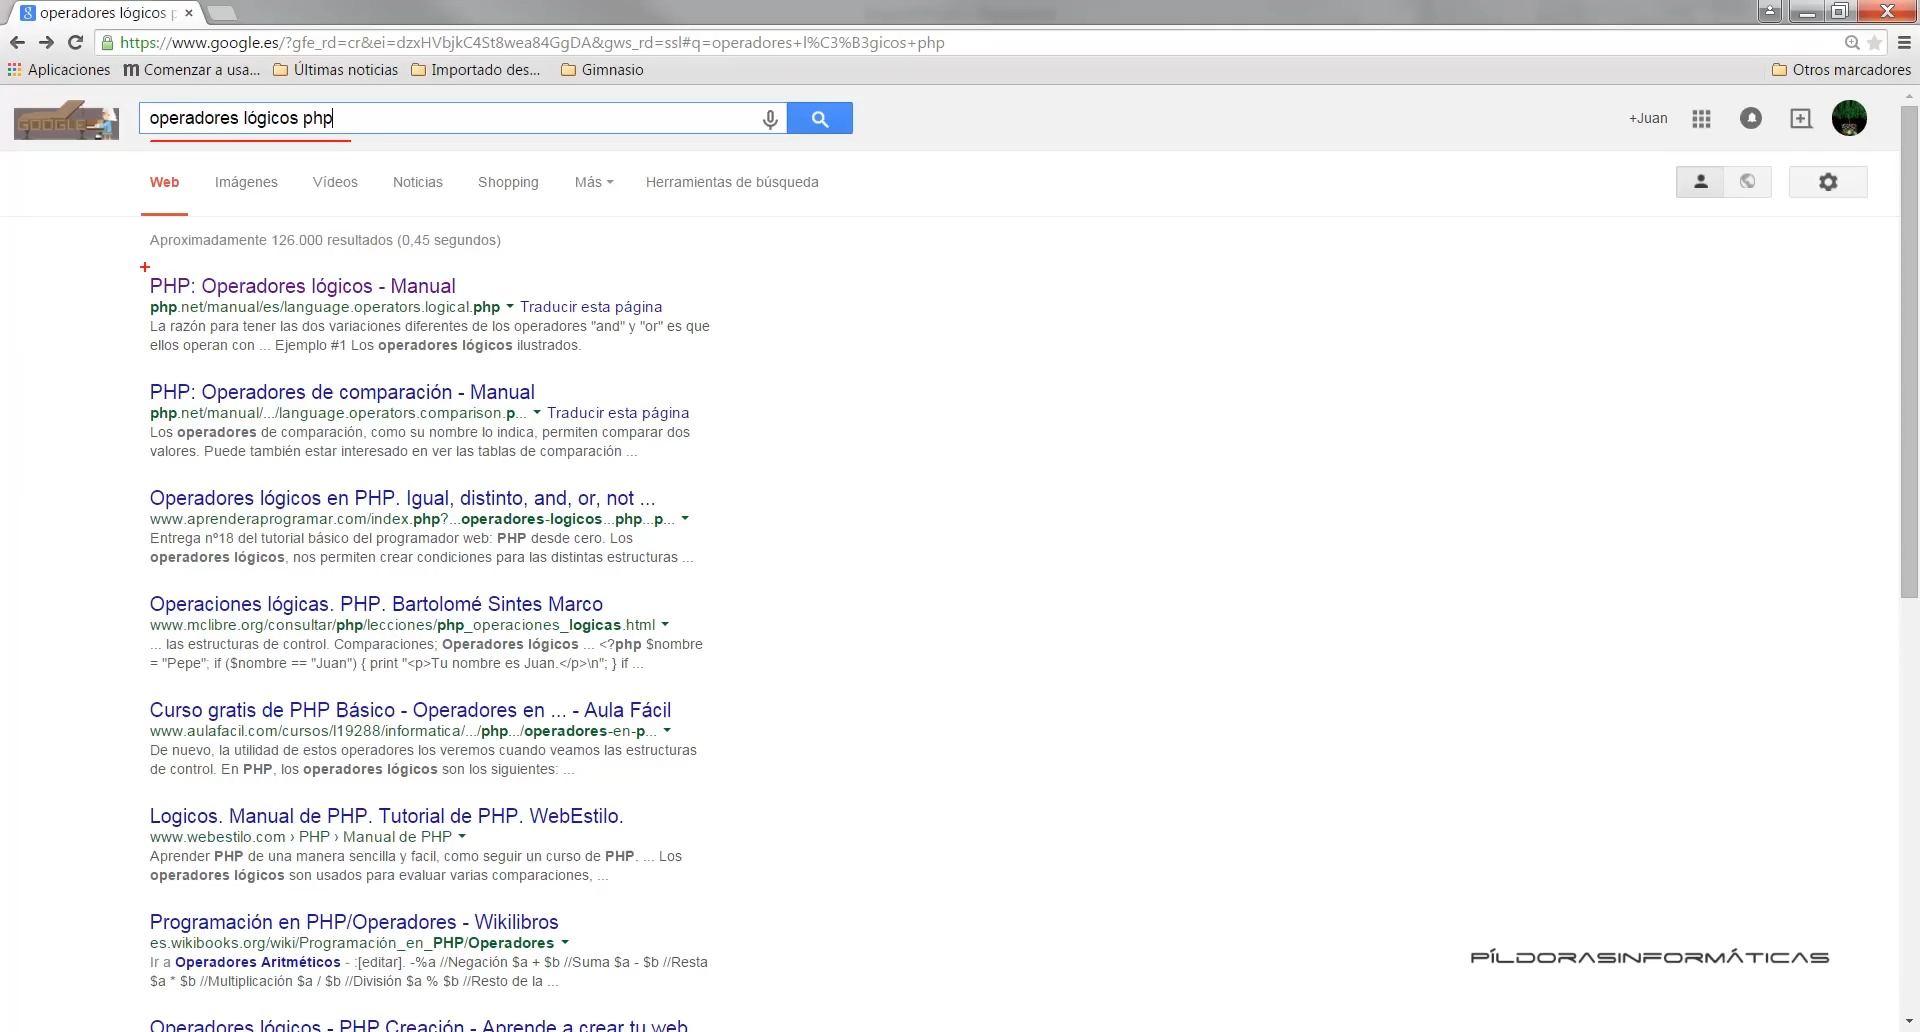 operadores lógicos p
https://www.google.es/?gfe_rd=cr&ei=dzxHVbjkC4St8wea84GgDA&gws_rd=ssl#q=operadores+l%C3%B3gicos+php
Aplicaciones Comenzar a usa... Últimas noticias Importado des... Gimnasio Otros marcadores
GOOGLE operadores lógicos php +Juan
Web Imágenes Vídeos Noticias Shopping Más Herramientas de búsqueda
Aproximadamente 126.000 resultados (0,45 segundos)
PHP: Operadores lógicos - Manual
php.net/manual/es/language.operators.logical.php Traducir esta página
La razón para tener las dos variaciones diferentes de los operadores "and" y "or" es que
ellos operan con ... Ejemplo #1 Los operadores lógicos ilustrados.
PHP: Operadores de comparación - Manual
php.net/manual/.../language.operators.comparison.p... Traducir esta página
Los operadores de comparación, como su nombre lo indica, permiten comparar dos
valores. Puede también estar interesado en ver las tablas de comparación ...
Operadores lógicos en PHP. Igual, distinto, and, or, not ...
www.aprenderaprogramar.com/index.php?...operadores-logicos...php...p...
Entrega nº18 del tutorial básico del programador web: PHP desde cero. Los
operadores lógicos, nos permiten crear condiciones para las distintas estructuras ...
Operaciones lógicas. PHP. Bartolomé Sintes Marco
www.mclibre.org/consultar/php/lecciones/php_operaciones_logicas.html
... las estructuras de control. Comparaciones; Operadores lógicos ... <?php $nombre
= "Pepe"; if ($nombre == "Juan") { print "<p>Tu nombre es Juan.</p>\n"; } if ...
Curso gratis de PHP Básico - Operadores en ... - Aula Fácil
www.aulafacil.com/cursos/l19288/informatica/.../php.../operadores-en-p...
De nuevo, la utilidad de estos operadores los veremos cuando veamos las estructuras
de control. En PHP, los operadores lógicos son los siguientes: ...
Logicos. Manual de PHP. Tutorial de PHP. WebEstilo.
www.webestilo.com › PHP › Manual de PHP
Aprender PHP de una manera sencilla y facil, como seguir un curso de PHP. ... Los
operadores lógicos son usados para evaluar varias comparaciones, ...
Programación en PHP/Operadores - Wikilibros
es.wikibooks.org/wiki/Programación_en_PHP/Operadores
Ir a Operadores Aritméticos - :[editar]. -%a //Negación $a + $b //Suma $a - $b //Resta
$a * $b //Multiplicación $a / $b //División $a % $b //Resto de la ...
PÍLDORASINFORMÁTICAS
Operadores lógicos - PHP Creación - Aprende a crear tu web